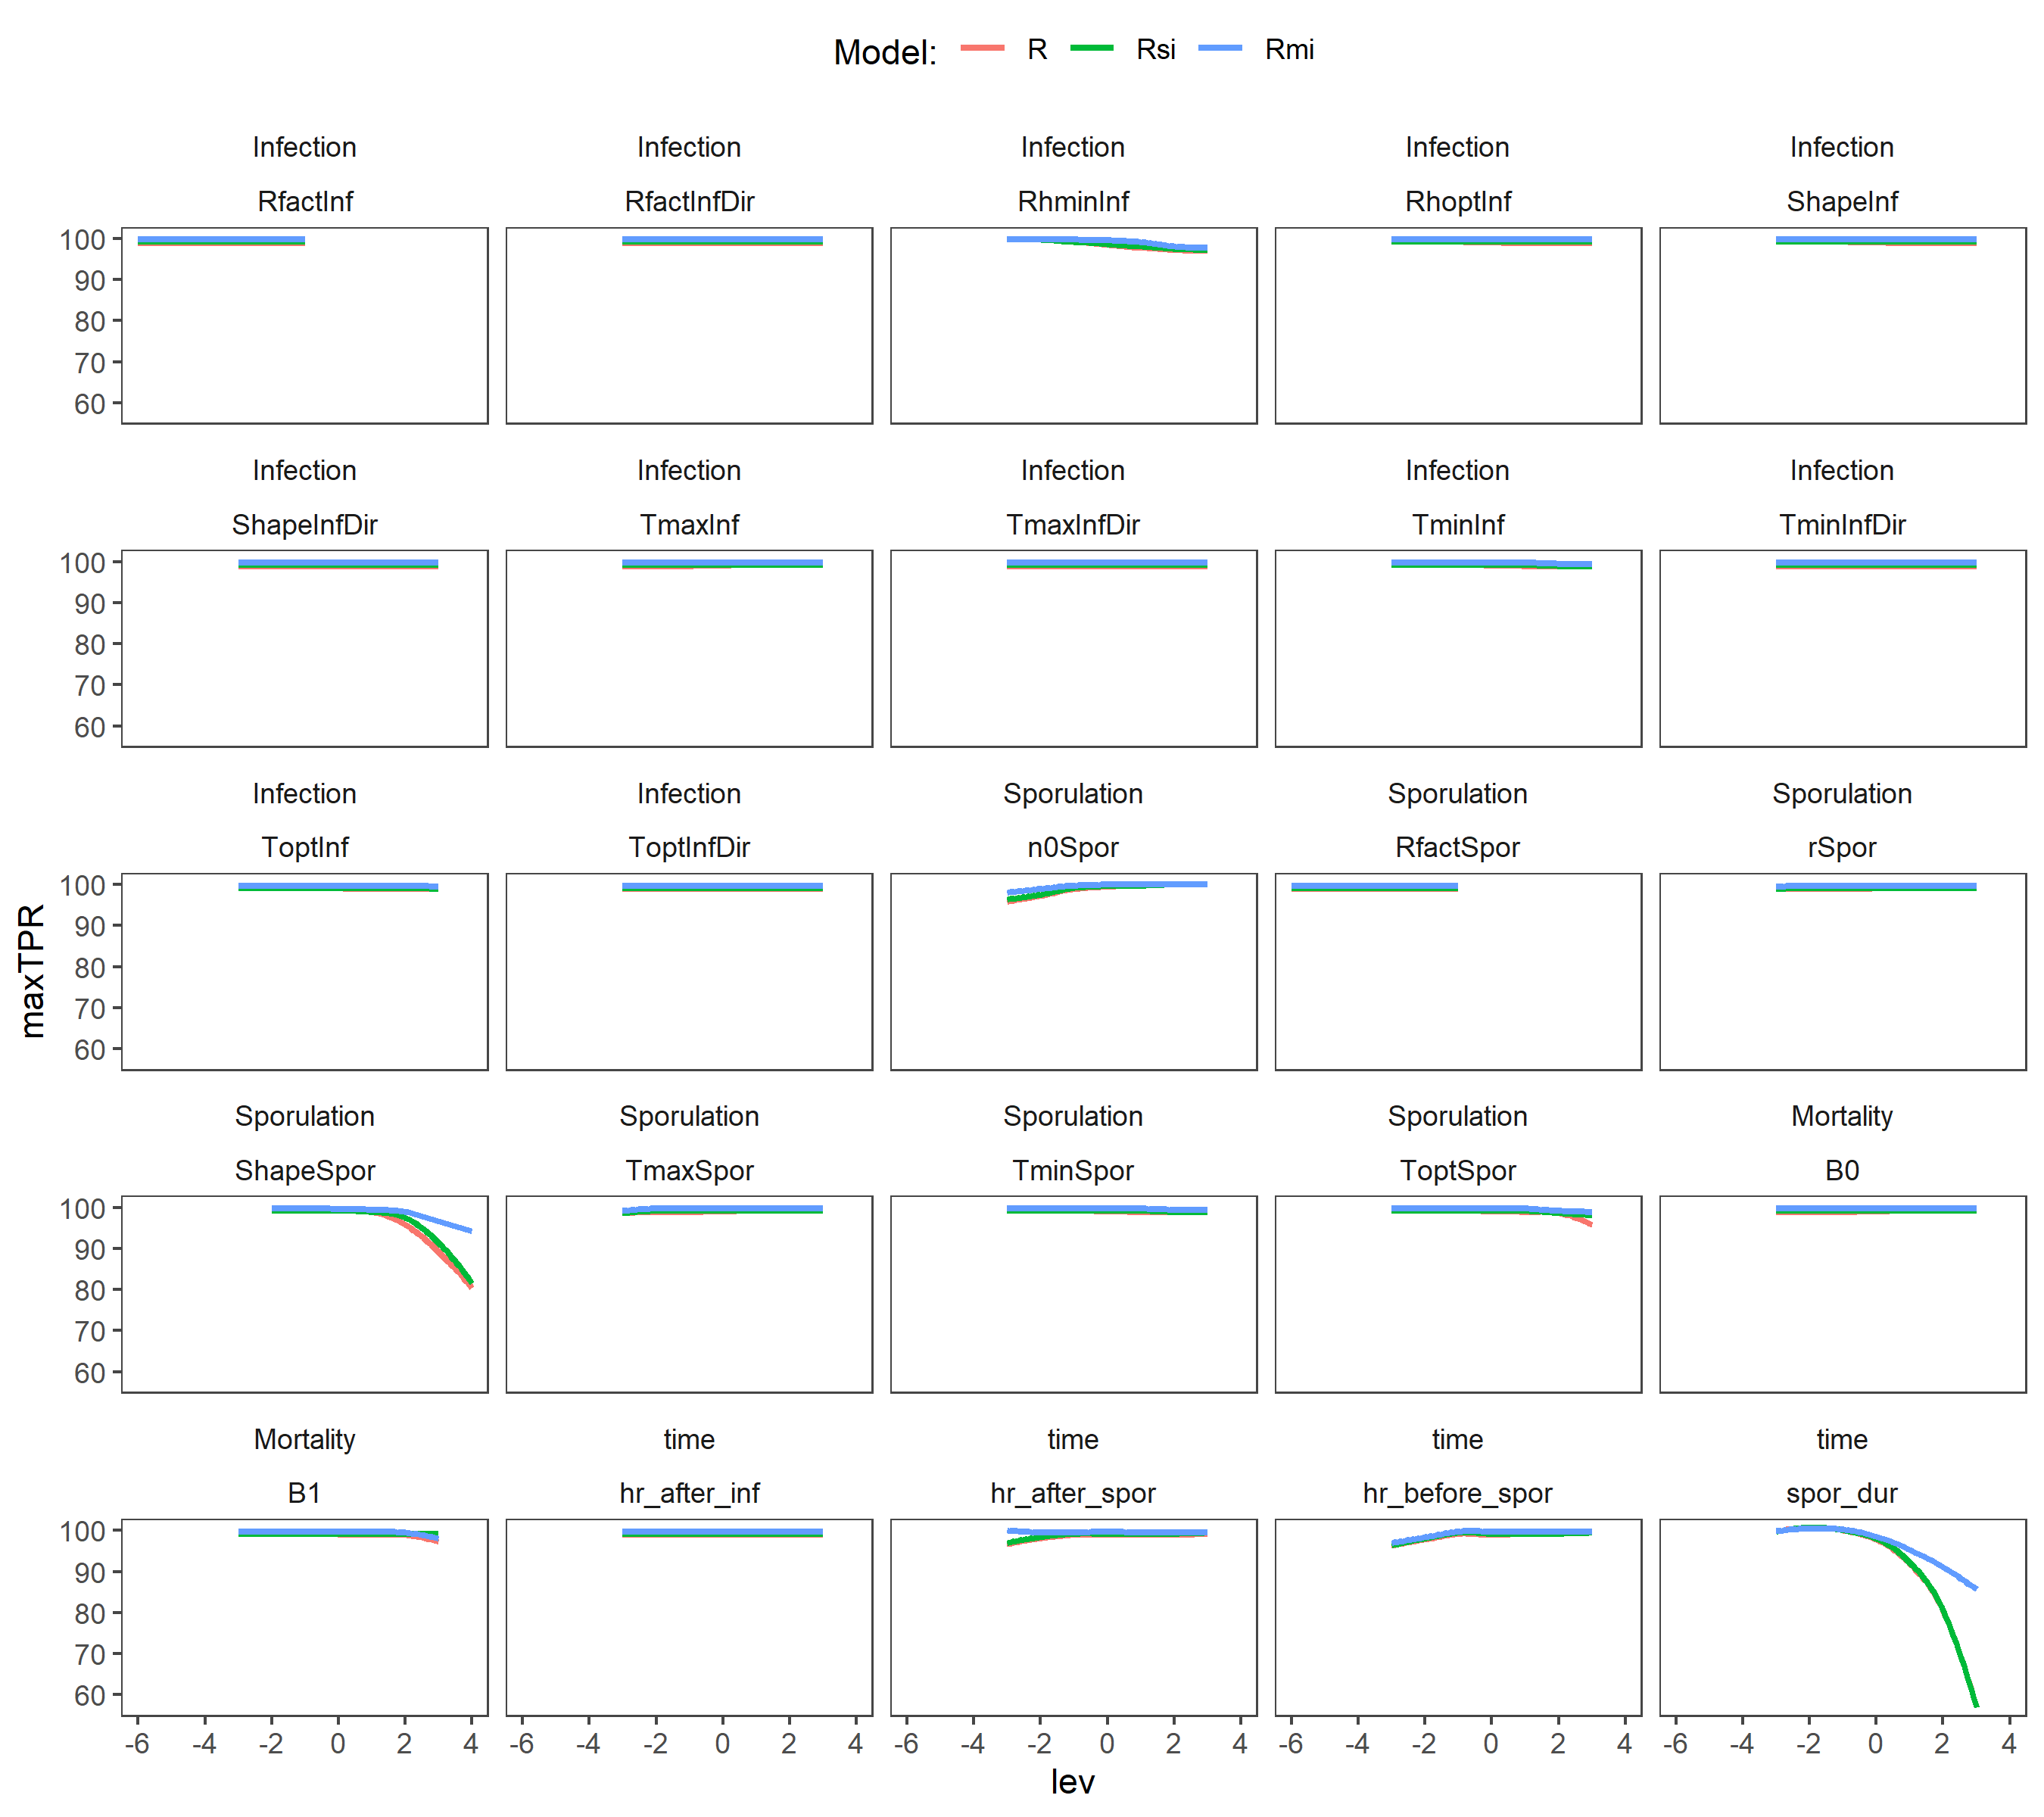 Model: R Rsi Rmi
Infection Infection Infection Infection Infection
RfactInf RfactInfDir RhminInf RhoptInf ShapeInf
100
90
80
70
60
Infection Infection Infection Infection Infection
ShapeInfDir TmaxInf TmaxInfDir TminInf TminInfDir
100
90
80
70
60
Infection Infection Sporulation Sporulation Sporulation
ToptInf ToptInfDir n0Spor RfactSpor rSpor
100
90
80
70
60
maxTPR
Sporulation Sporulation Sporulation Sporulation Mortality
ShapeSpor TmaxSpor TminSpor ToptSpor B0
100
90
80
70
60
Mortality time time time time
B1 hr_after_inf hr_after_spor hr_before_spor spor_dur
100
90
80
70
60
-6 -4 -2 0 2 4 -6 -4 -2 0 2 4 -6 -4 -2 0 2 4 -6 -4 -2 0 2 4 -6 -4 -2 0 2 4
lev